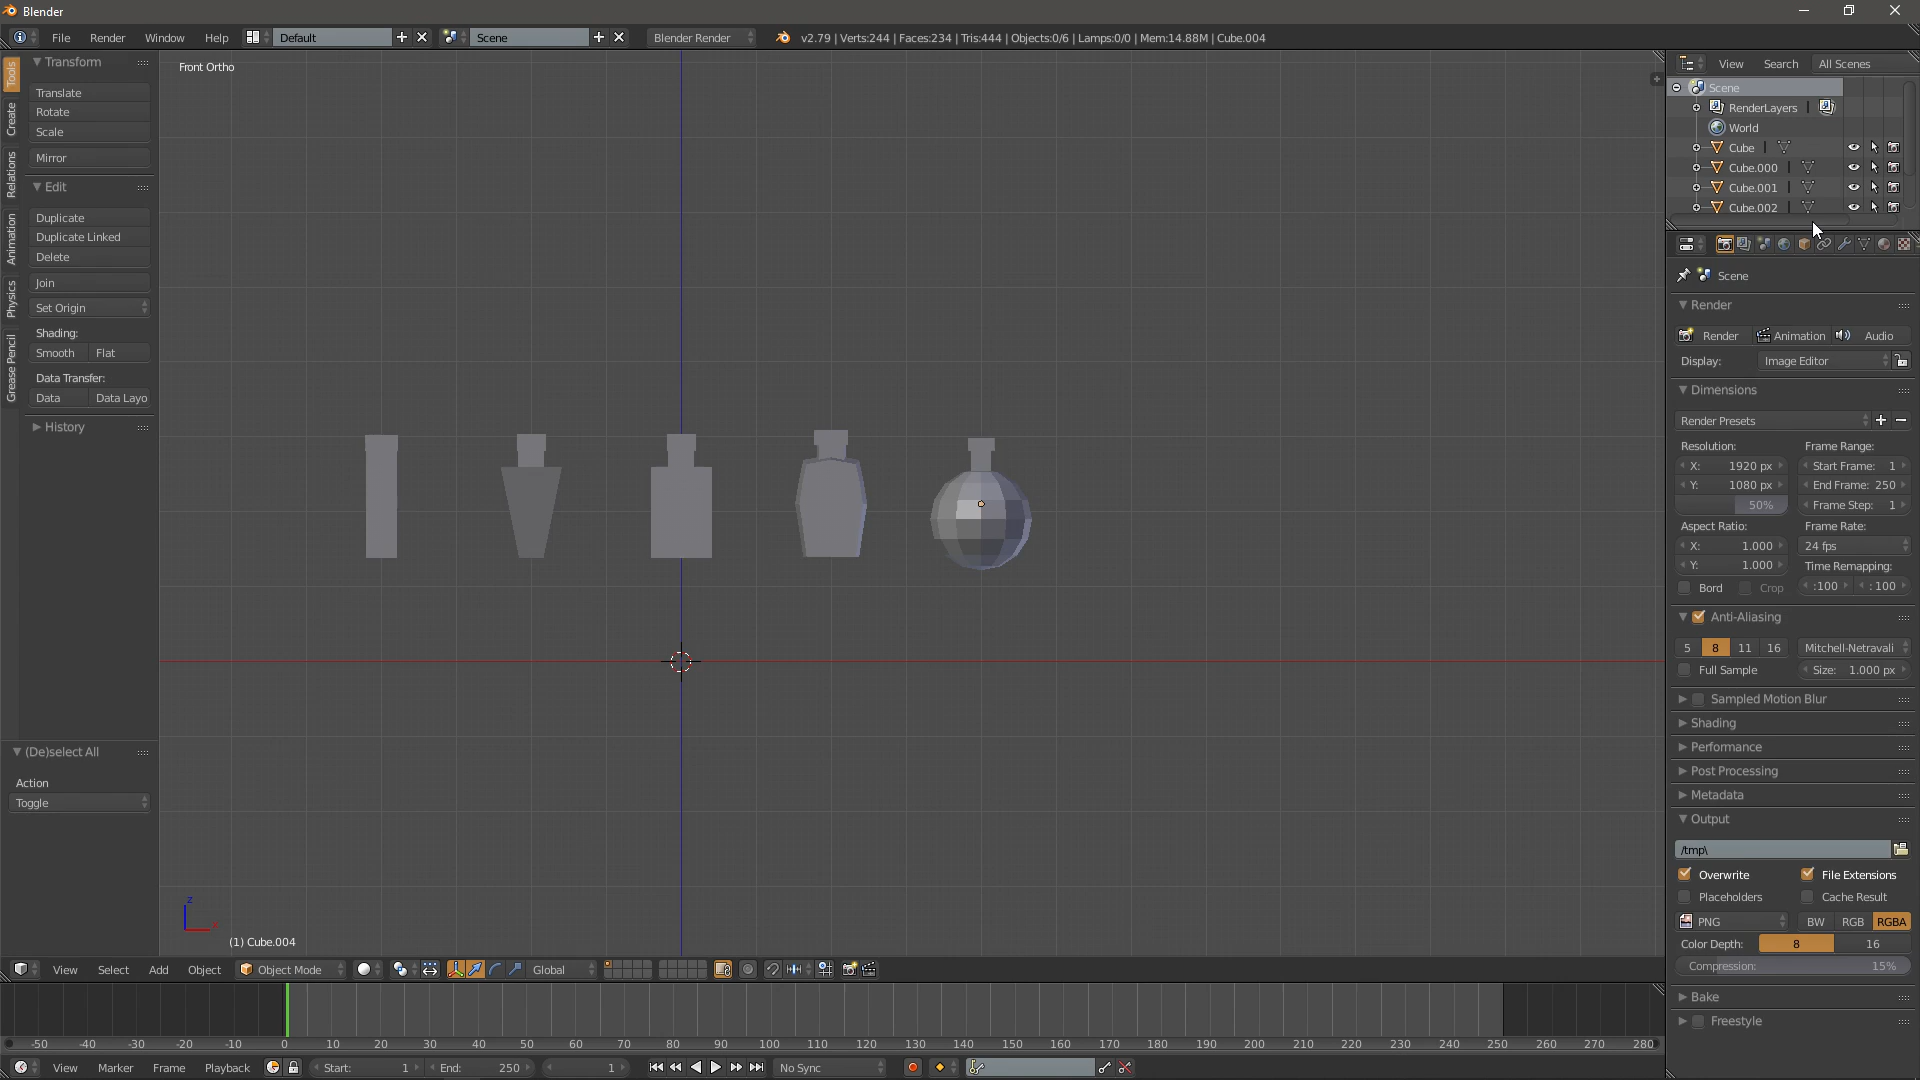 Blender
File Render Window Help Default Scene Blender Render v2.79 | Verts:244 | Faces:234 | Tris:444 | Objects:0/6 | Lamps:0/0 | Mem:14.88M | Cube.004
Tools
Create
Relations
Animation
Physics
Grease Pencil
Transform
Translate
Rotate
Scale
Mirror
Edit
Duplicate
Duplicate Linked
Delete
Join
Set Origin
Shading:
Smooth Flat
Data Transfer:
Data Data Layo
History
(De)select All
Action
Toggle
Front Ortho
z
x
(1) Cube.004
View Select Add Object Object Mode Global
-50 -40 -30 -20 -10 0 10 20 30 40 50 60 70 80 90 100 110 120 130 140 150 160 170 180 190 200 210 220 230 240 250 260 270 280
View Marker Frame Playback Start: 1 End: 250 1 No Sync
View Search All Scenes
Scene
RenderLayers |
World
Cube |
Cube.000 |
Cube.001 |
Cube.002 |
Scene
Render
Render Animation Audio
Display: Image Editor
Dimensions
Render Presets
Resolution: Frame Range:
X: 1920 px Start Frame: 1
Y: 1080 px End Frame: 250
50% Frame Step: 1
Aspect Ratio: Frame Rate:
X: 1.000 24 fps
Y: 1.000 Time Remapping:
Bord Crop :100 : 100
Anti-Aliasing
5 8 11 16 Mitchell-Netravali
Full Sample Size: 1.000 px
Sampled Motion Blur
Shading
Performance
Post Processing
Metadata
Output
/tmp\
Overwrite File Extensions
Placeholders Cache Result
PNG BW RGB RGBA
Color Depth: 8 16
Compression: 15%
Bake
Freestyle